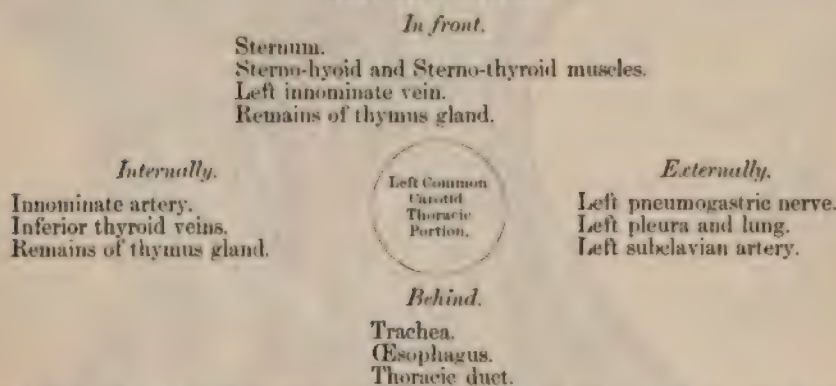 In front.
Sternum.
Sterno-hyoid and Sterno-thyroid muscles.
Left innominate vein.
Remains of thymus gland.
Internally.
Innominate artery.
Inferior thyroid veins.
Remains of thymus gland.
Left Common
Carotid
Thoracic
Portion.
Externally.
Left pneumogastric nerve.
Left pleura and lung.
Left subclavian artery.
Behind.
Trachea.
Œsophagus.
Thoracic duct.